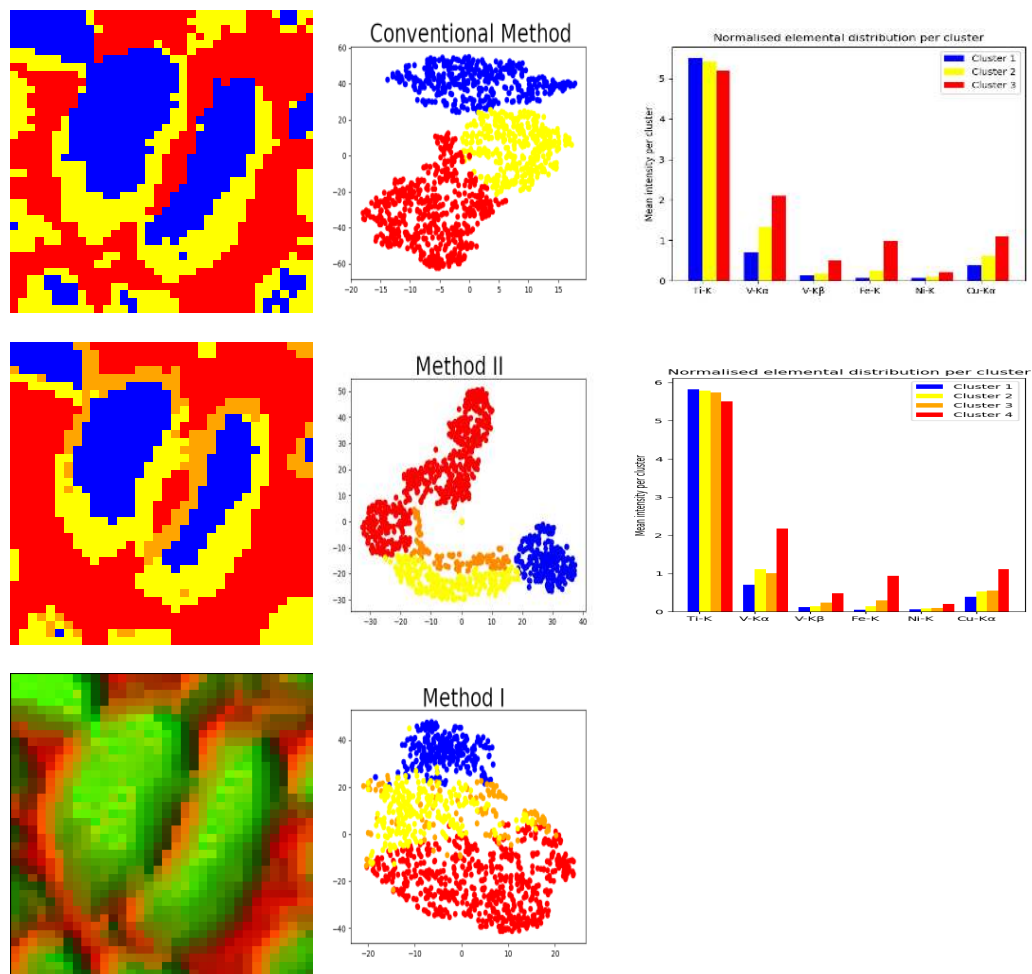 Conventional Method
60
40
20
0
−20
−40
−60
−20 −15 −10 −5 0 5 10 15
Normalised elemental distribution per cluster
Mean intensity per cluster
5
4
3
2
1
0
Cluster 1
Cluster 2
Cluster 3
Ti-K V-Kα V-Kβ Fe-K Ni-K Cu-Kα
Method II
50
40
30
20
10
0
−10
−20
−30
−30 −20 −10 0 10 20 30 40
Normalised elemental distribution per cluster
Mean intensity per cluster
6
5
4
3
2
1
0
Cluster 1
Cluster 2
Cluster 3
Cluster 4
Ti-K V-Kα V-Kβ Fe-K Ni-K Cu-Kα
Method I
40
20
0
−20
−40
−20 −10 0 10 20